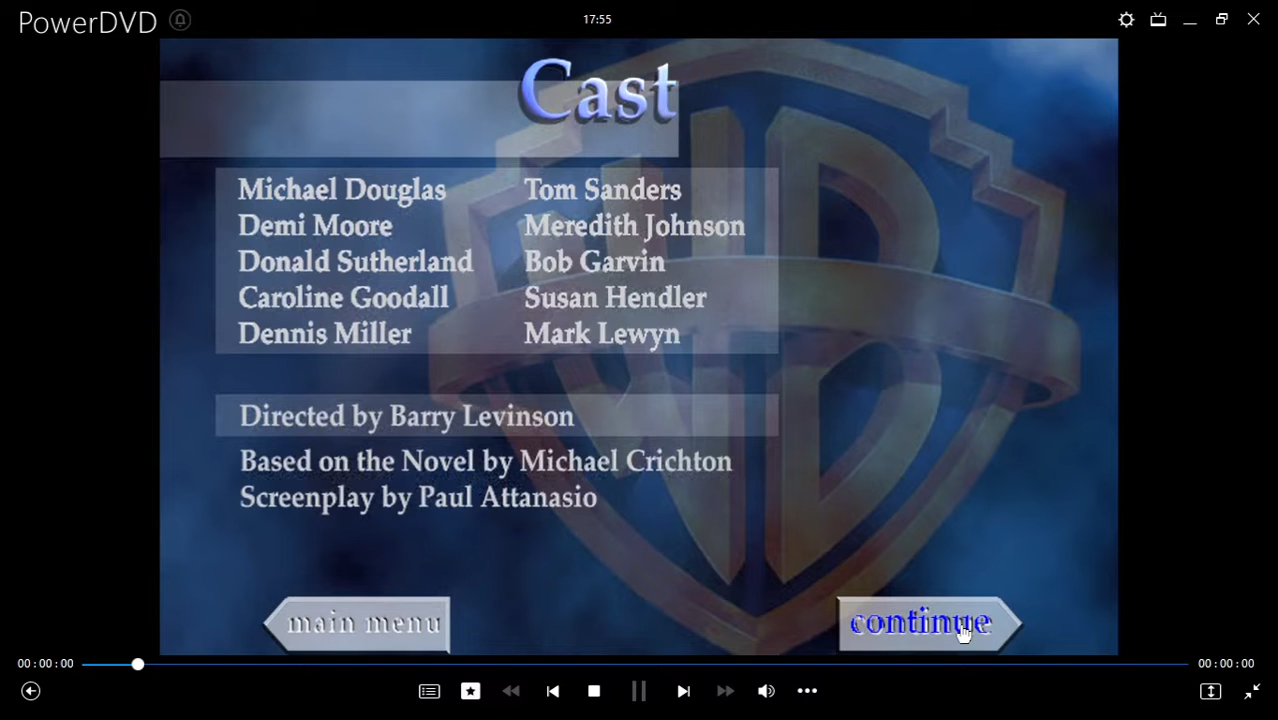 PowerDVD
17:55
Cast
Michael Douglas Tom Sanders
Demi Moore Meredith Johnson
Donald Sutherland Bob Garvin
Caroline Goodall Susan Hendler
Dennis Miller Mark Lewyn
Directed by Barry Levinson
Based on the Novel by Michael Crichton
Screenplay by Paul Attanasio
main menu continue
00:00:00 00:00:00